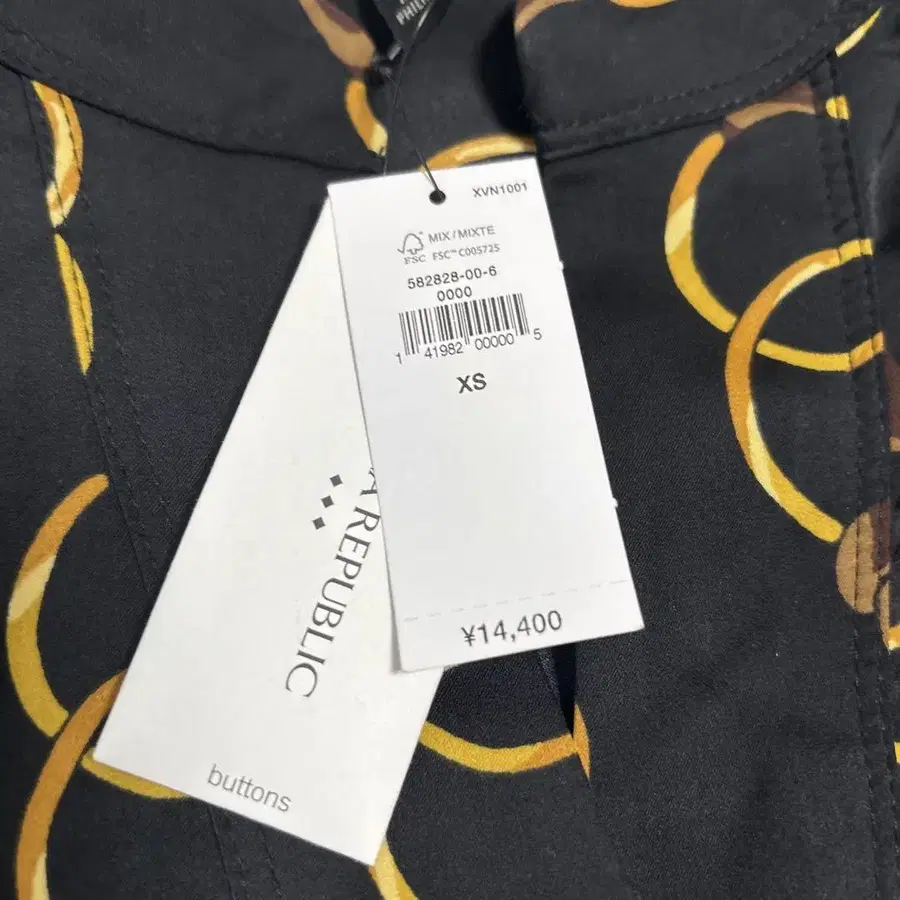 XVN1001
MIX / MIXTE
FSC FSC™ C005725
582828-00-6
0000
1 41982 00000 5
XS
¥14,400
REPUBLIC
buttons